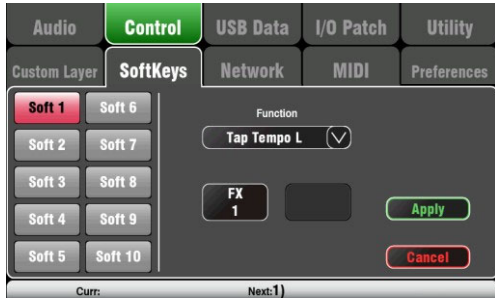 Audio Control USB Data I/O Patch Utility
Custom Layer SoftKeys Network MIDI Preferences
Soft 1 Soft 6
Function
Soft 2 Soft 7
Tap Tempo L
Soft 3 Soft 8
FX
1
Soft 4 Soft 9
Apply
Soft 5 Soft 10
Cancel
Curr: Next:1)